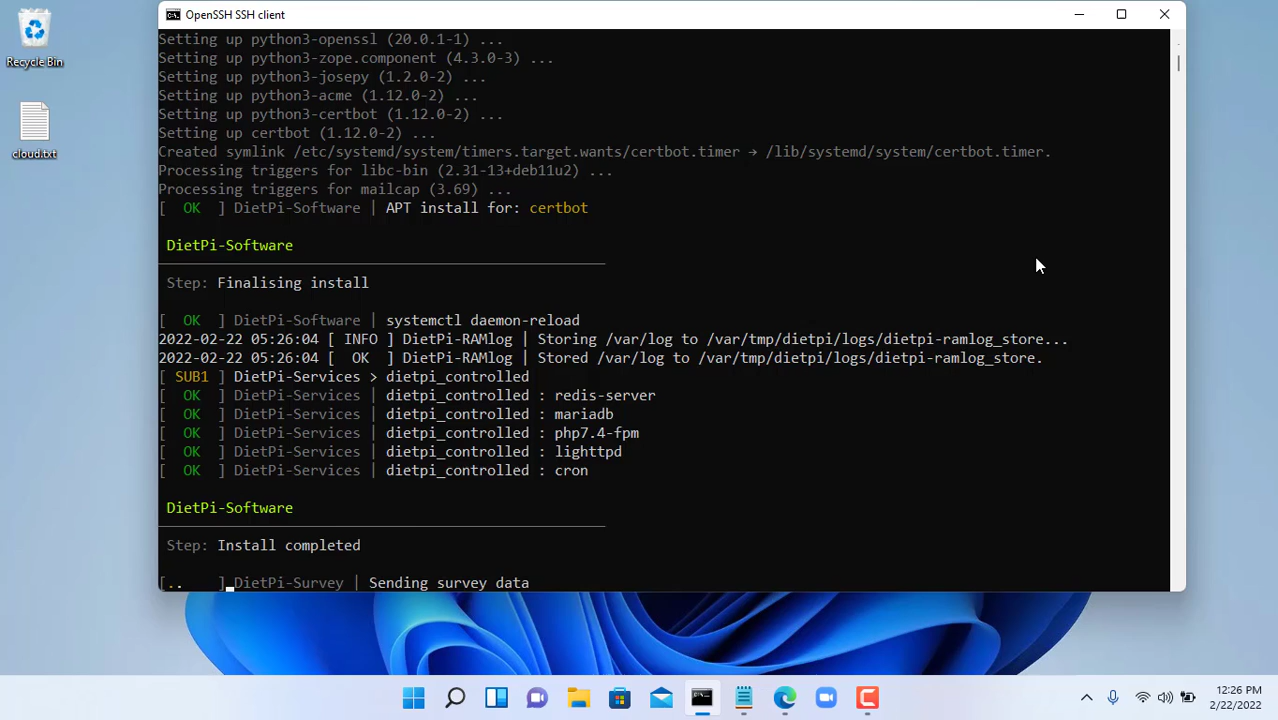 OpenSSH SSH client
Recycle Bin
cloud.txt
Setting up python3-openssl (20.0.1-1) ...
Setting up python3-zope.component (4.3.0-3) ...
Setting up python3-josepy (1.2.0-2) ...
Setting up python3-acme (1.12.0-2) ...
Setting up python3-certbot (1.12.0-2) ...
Setting up certbot (1.12.0-2) ...
Created symlink /etc/systemd/system/timers.target.wants/certbot.timer → /lib/systemd/system/certbot.timer.
Processing triggers for libc-bin (2.31-13+deb11u2) ...
Processing triggers for mailcap (3.69) ...
[  OK  ] DietPi-Software | APT install for: certbot
DietPi-Software
Step: Finalising install
[  OK  ] DietPi-Software | systemctl daemon-reload
2022-02-22 05:26:04 [ INFO ] DietPi-RAMlog | Storing /var/log to /var/tmp/dietpi/logs/dietpi-ramlog_store...
2022-02-22 05:26:04 [  OK  ] DietPi-RAMlog | Stored /var/log to /var/tmp/dietpi/logs/dietpi-ramlog_store.
[ SUB1 ] DietPi-Services > dietpi_controlled
[  OK  ] DietPi-Services | dietpi_controlled : redis-server
[  OK  ] DietPi-Services | dietpi_controlled : mariadb
[  OK  ] DietPi-Services | dietpi_controlled : php7.4-fpm
[  OK  ] DietPi-Services | dietpi_controlled : lighttpd
[  OK  ] DietPi-Services | dietpi_controlled : cron
DietPi-Software
Step: Install completed
[..    ] DietPi-Survey | Sending survey data
12:26 PM
2/22/2022